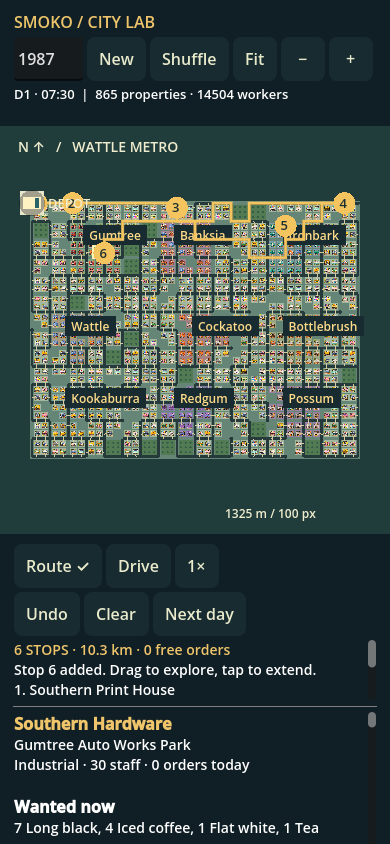 SMOKO / CITY LAB
1987 New Shuffle Fit − +
D1 · 07:30 | 865 properties · 14504 workers
N ↑ / WATTLE METRO
DEPOT 2 3 4
5
Gumtree Banksia Ironbark
6
Wattle Cockatoo Bottlebrush
Kookaburra Redgum Possum
1325 m / 100 px
Route ✓ Drive 1×
Undo Clear Next day
6 STOPS · 10.3 km · 0 free orders
Stop 6 added. Drag to explore, tap to extend.
1. Southern Print House
Southern Hardware
Gumtree Auto Works Park
Industrial · 30 staff · 0 orders today
Wanted now
7 Long black, 4 Iced coffee, 1 Flat white, 1 Tea